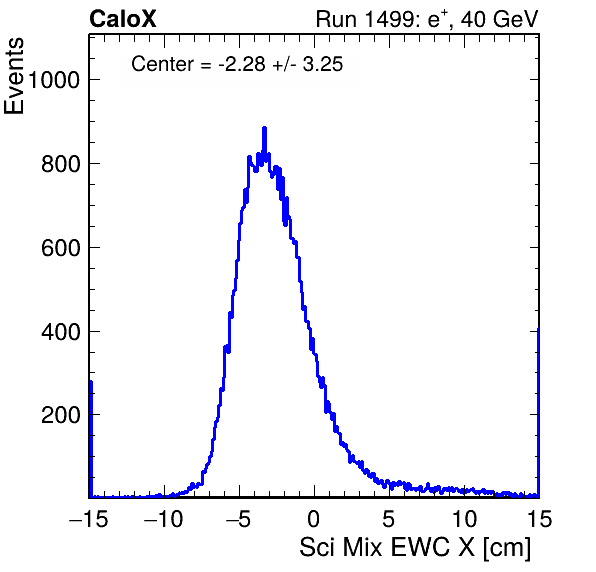 CaloX Run 1499: e⁺, 40 GeV
Center = -2.28 +/- 3.25
Events
1000
800
600
400
200
−15 −10 −5 0 5 10 15
Sci Mix EWC X [cm]